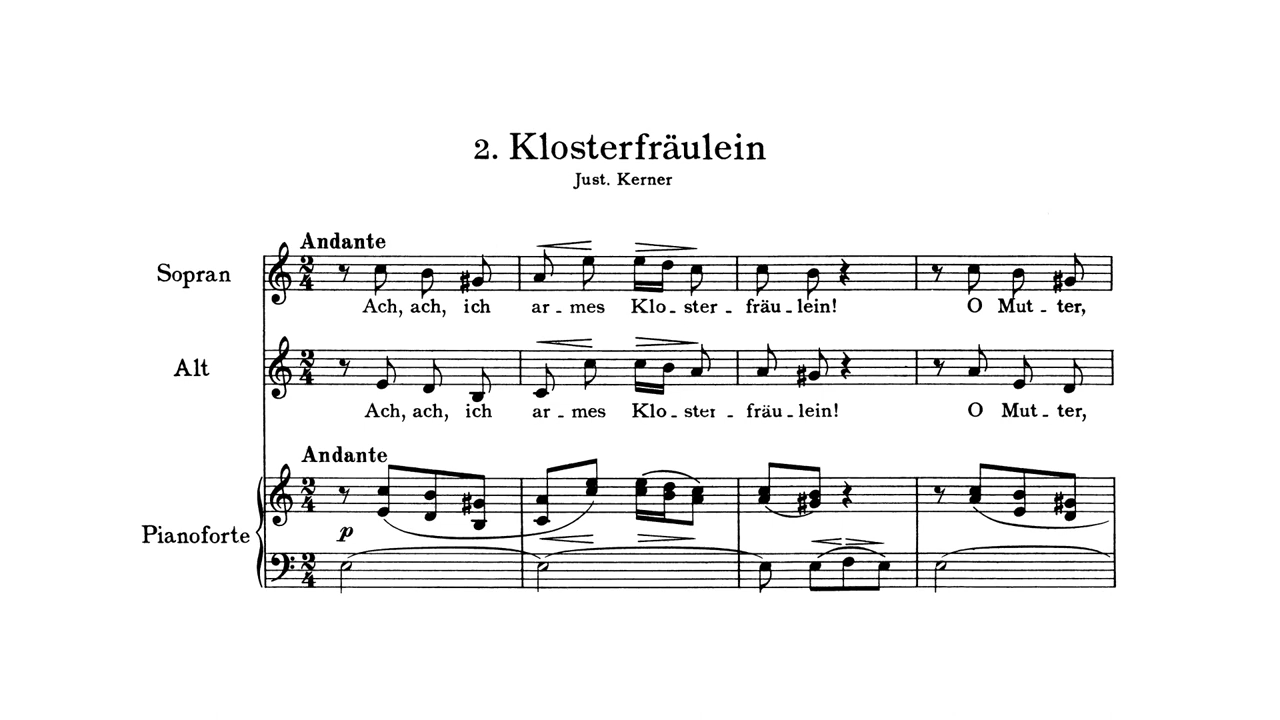 2. Klosterfräulein
Just. Kerner
Andante
Sopran
Ach, ach, ich ar - mes Klo - ster - fräu - lein! O Mut - ter,
Alt
Ach, ach, ich ar - mes Klo - ster - fräu - lein! O Mut - ter,
Andante
Pianoforte
p